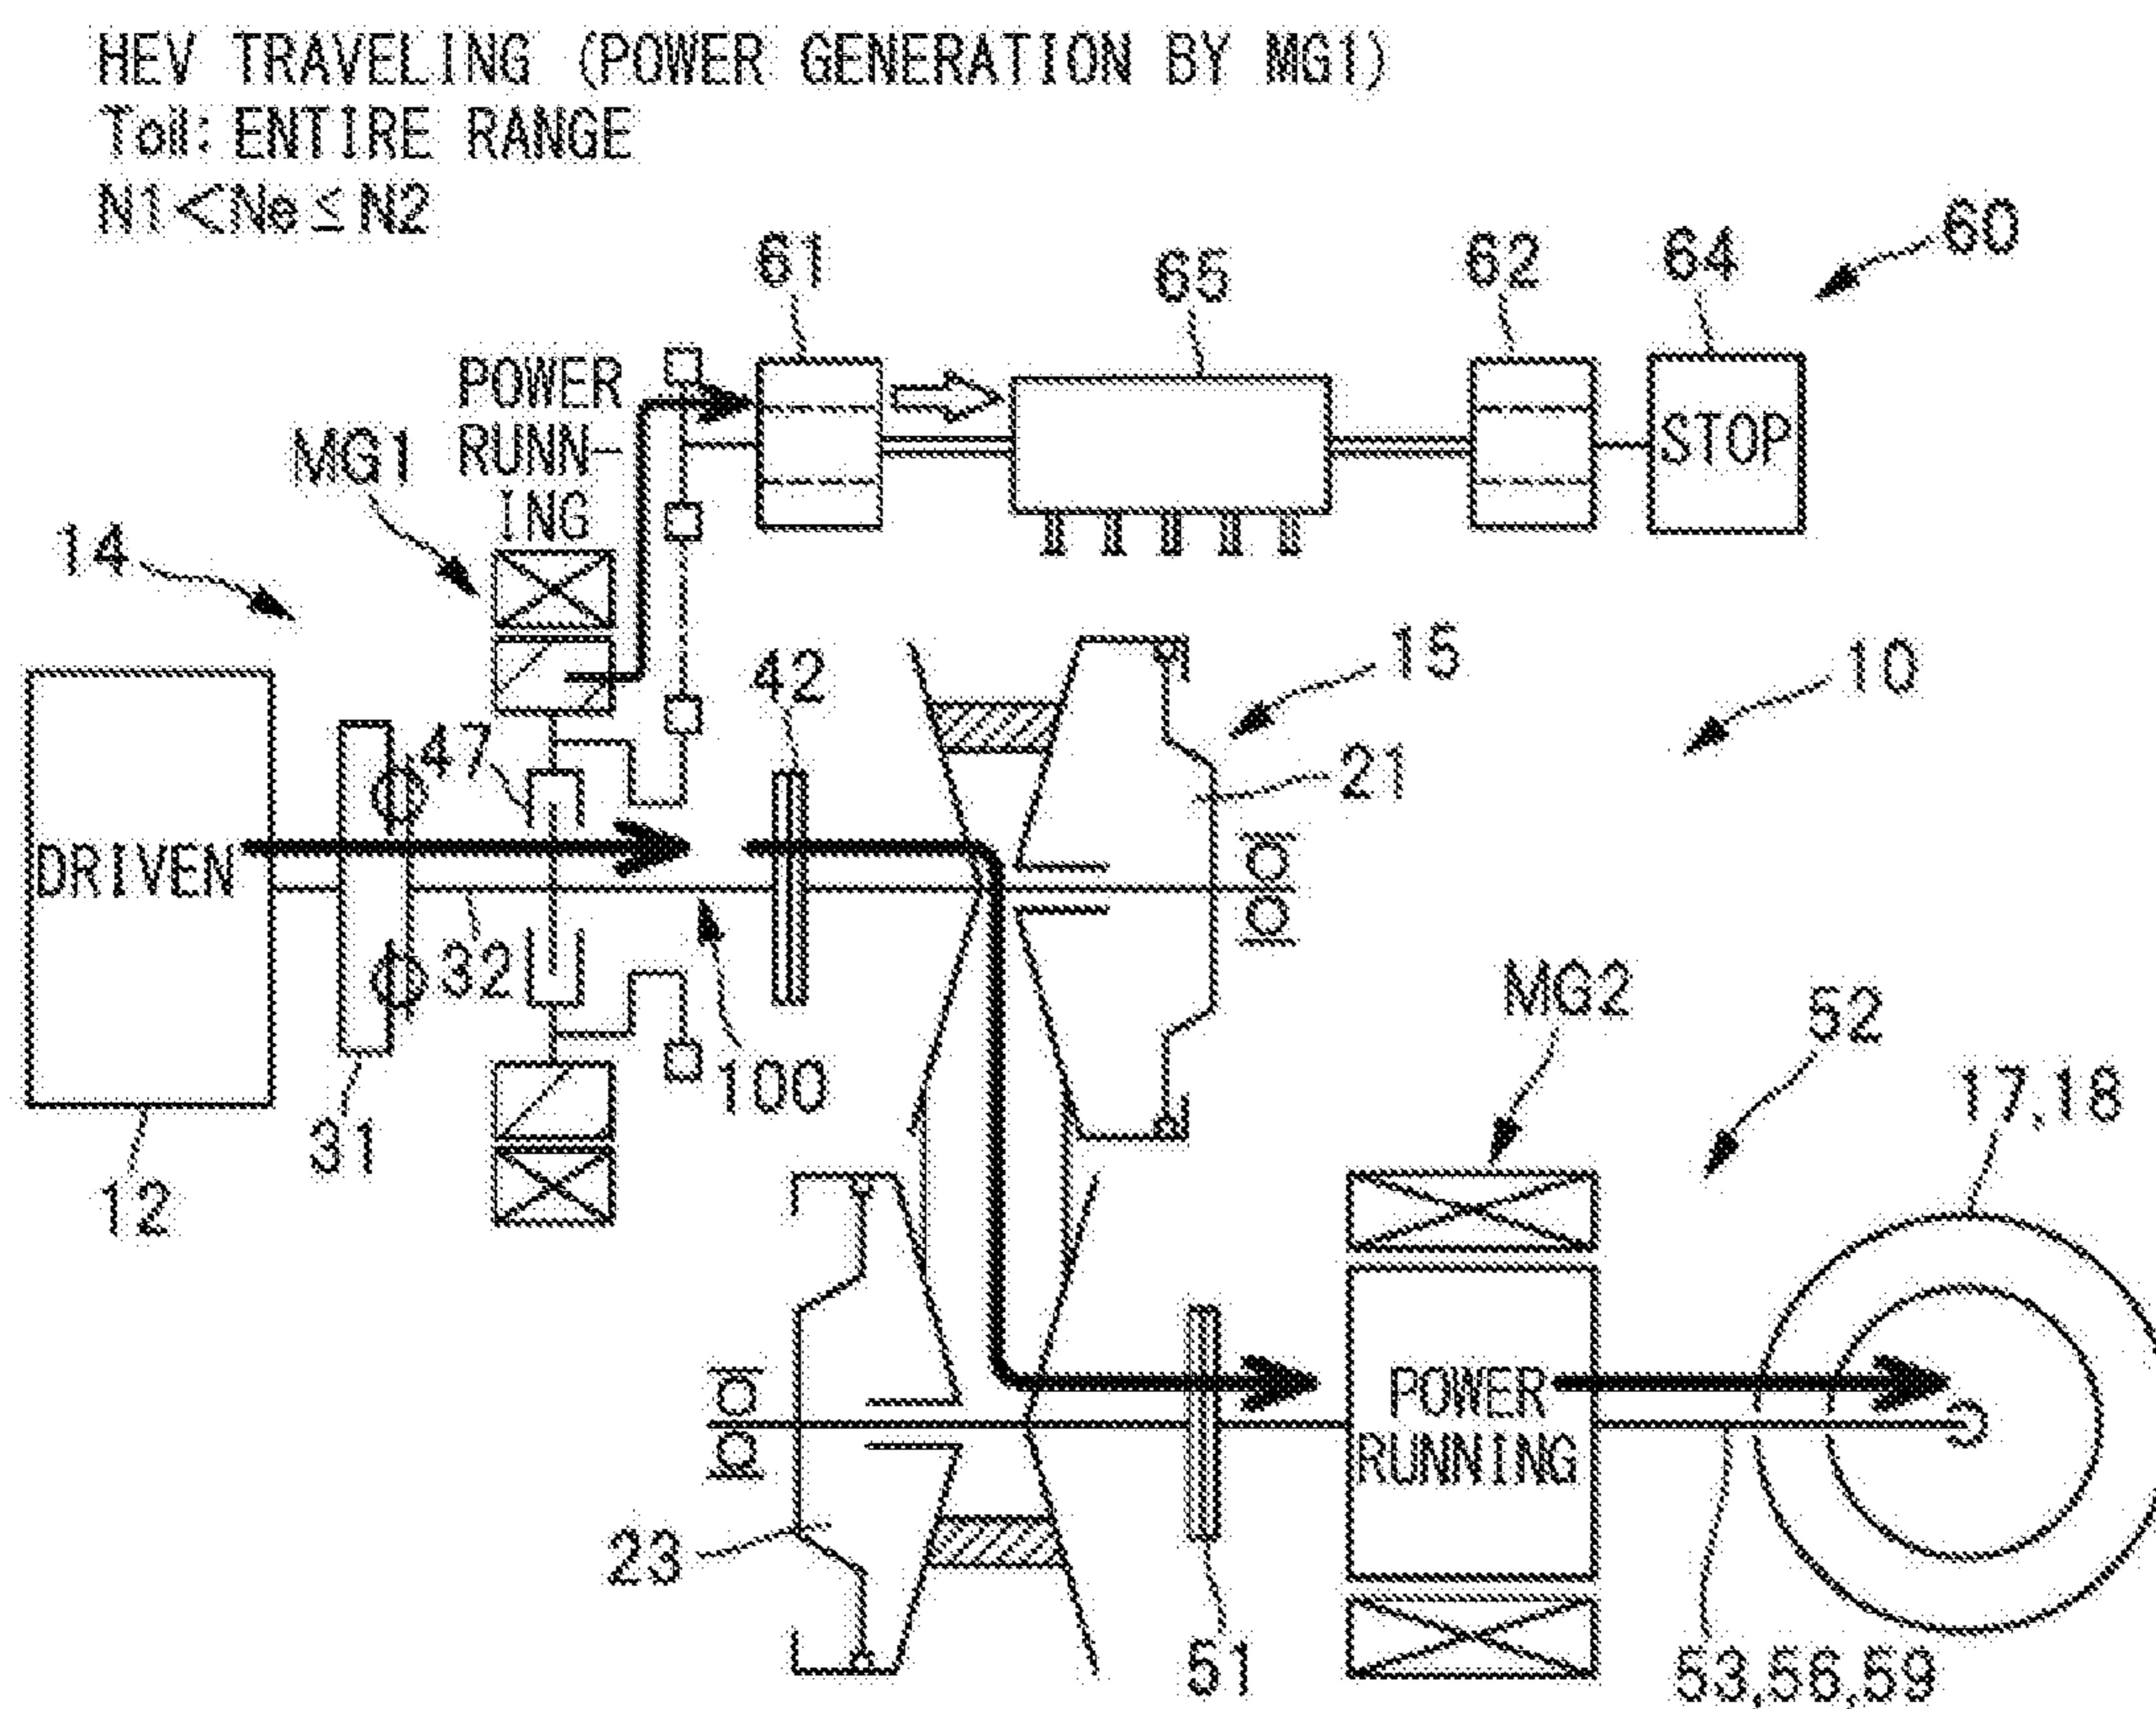 HEV TRAVELING (POWER GENERATION BY MG1)
Toil: ENTIRE RANGE
N1<Ne≤N2
60
61
65
62
64
POWER
RUNN-
ING
STOP
MG1
14
15
10
42
47
21
DRIVEN
32
MG2
52
100
17,18
31
12
POWER
RUNNING
23
51
53,56,59